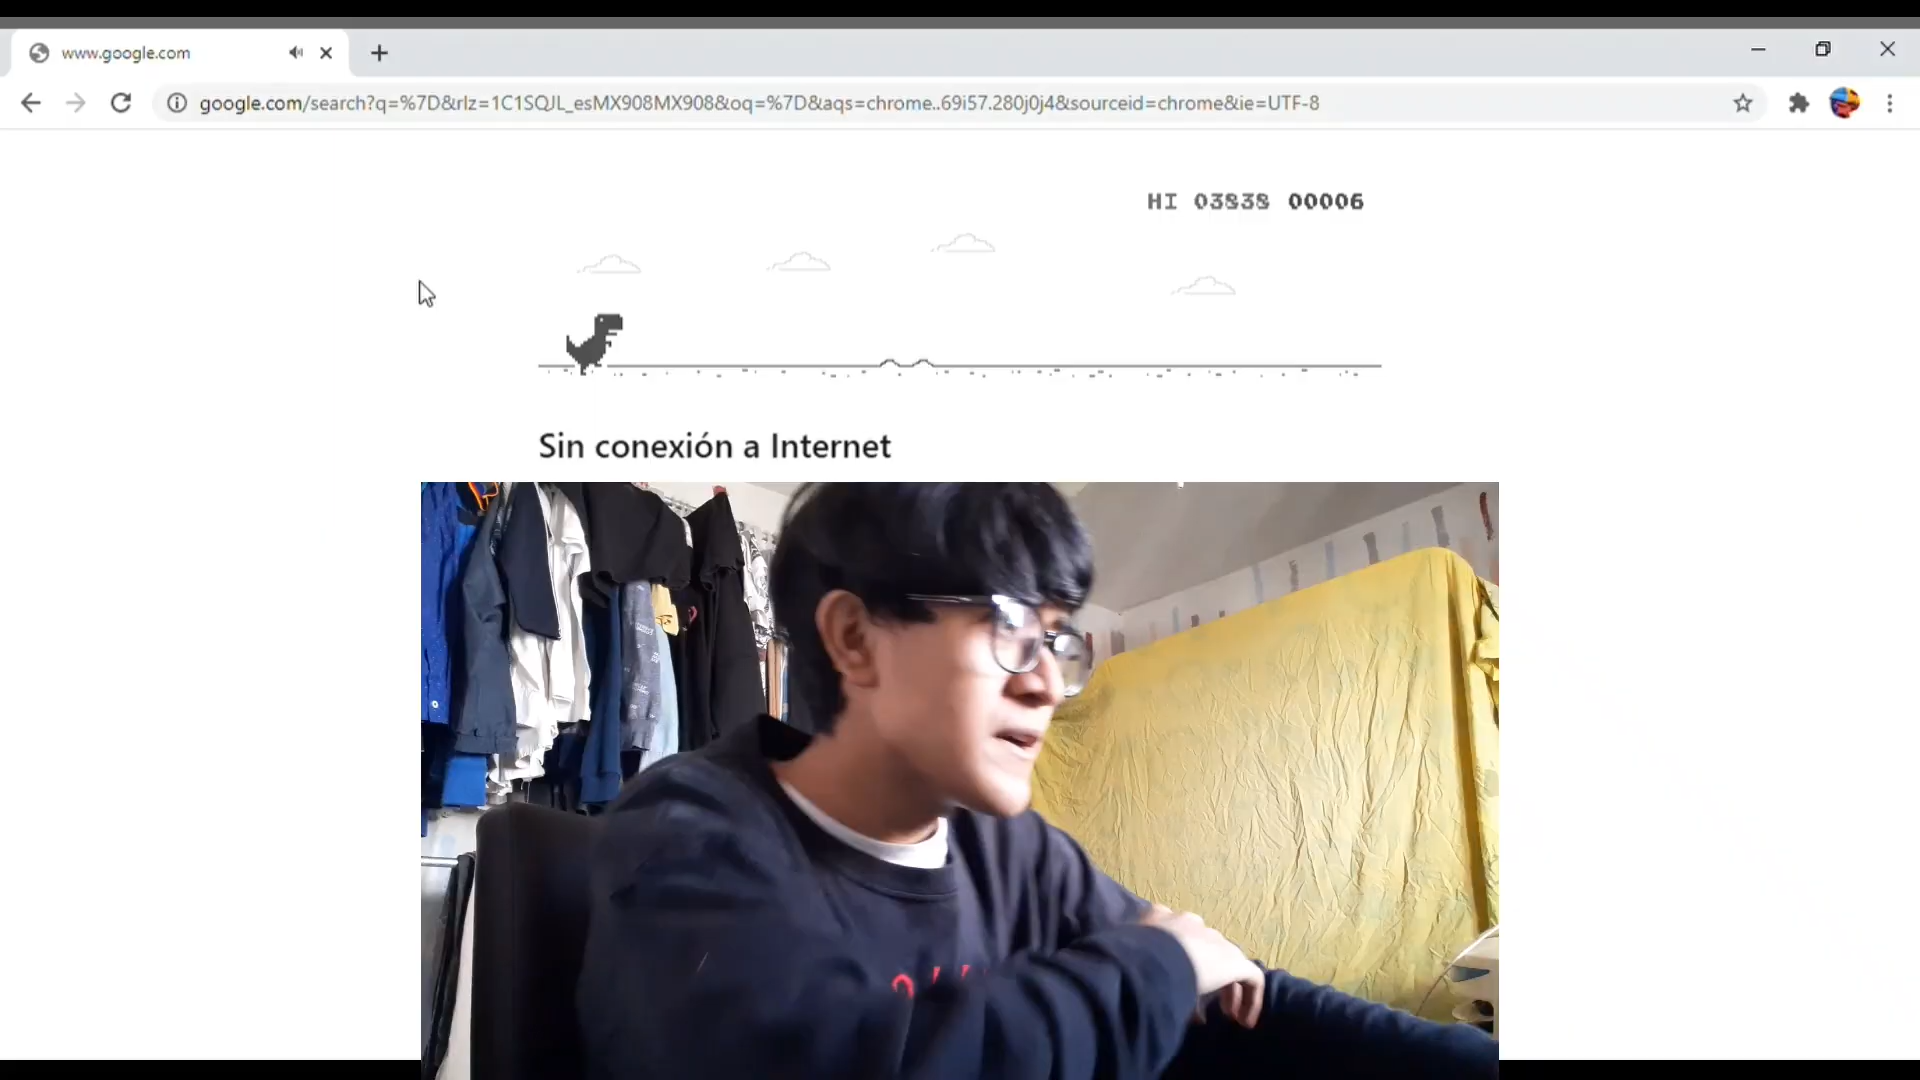 www.google.com
google.com/search?q=%7D&rlz=1C1SQJL_esMX908MX908&oq=%7D&aqs=chrome..69i57.280j0j4&sourceid=chrome&ie=UTF-8
HI 03838 00006
Sin conexión a Internet